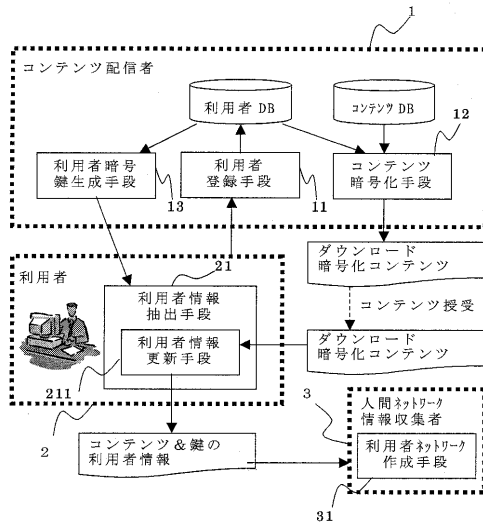 1
コンテンツ配信者
利用者 DB
コンテンツ DB
12
利用者暗号
鍵生成手段
利用者
登録手段
コンテンツ
暗号化手段
13
11
ダウンロード
暗号化コンテンツ
利用者
21
利用者情報
抽出手段
コンテンツ授受
利用者情報
更新手段
ダウンロード
暗号化コンテンツ
211
2
コンテンツ&鍵の
利用者情報
3
人間ネットワーク
情報収集者
利用者ネットワーク
作成手段
31